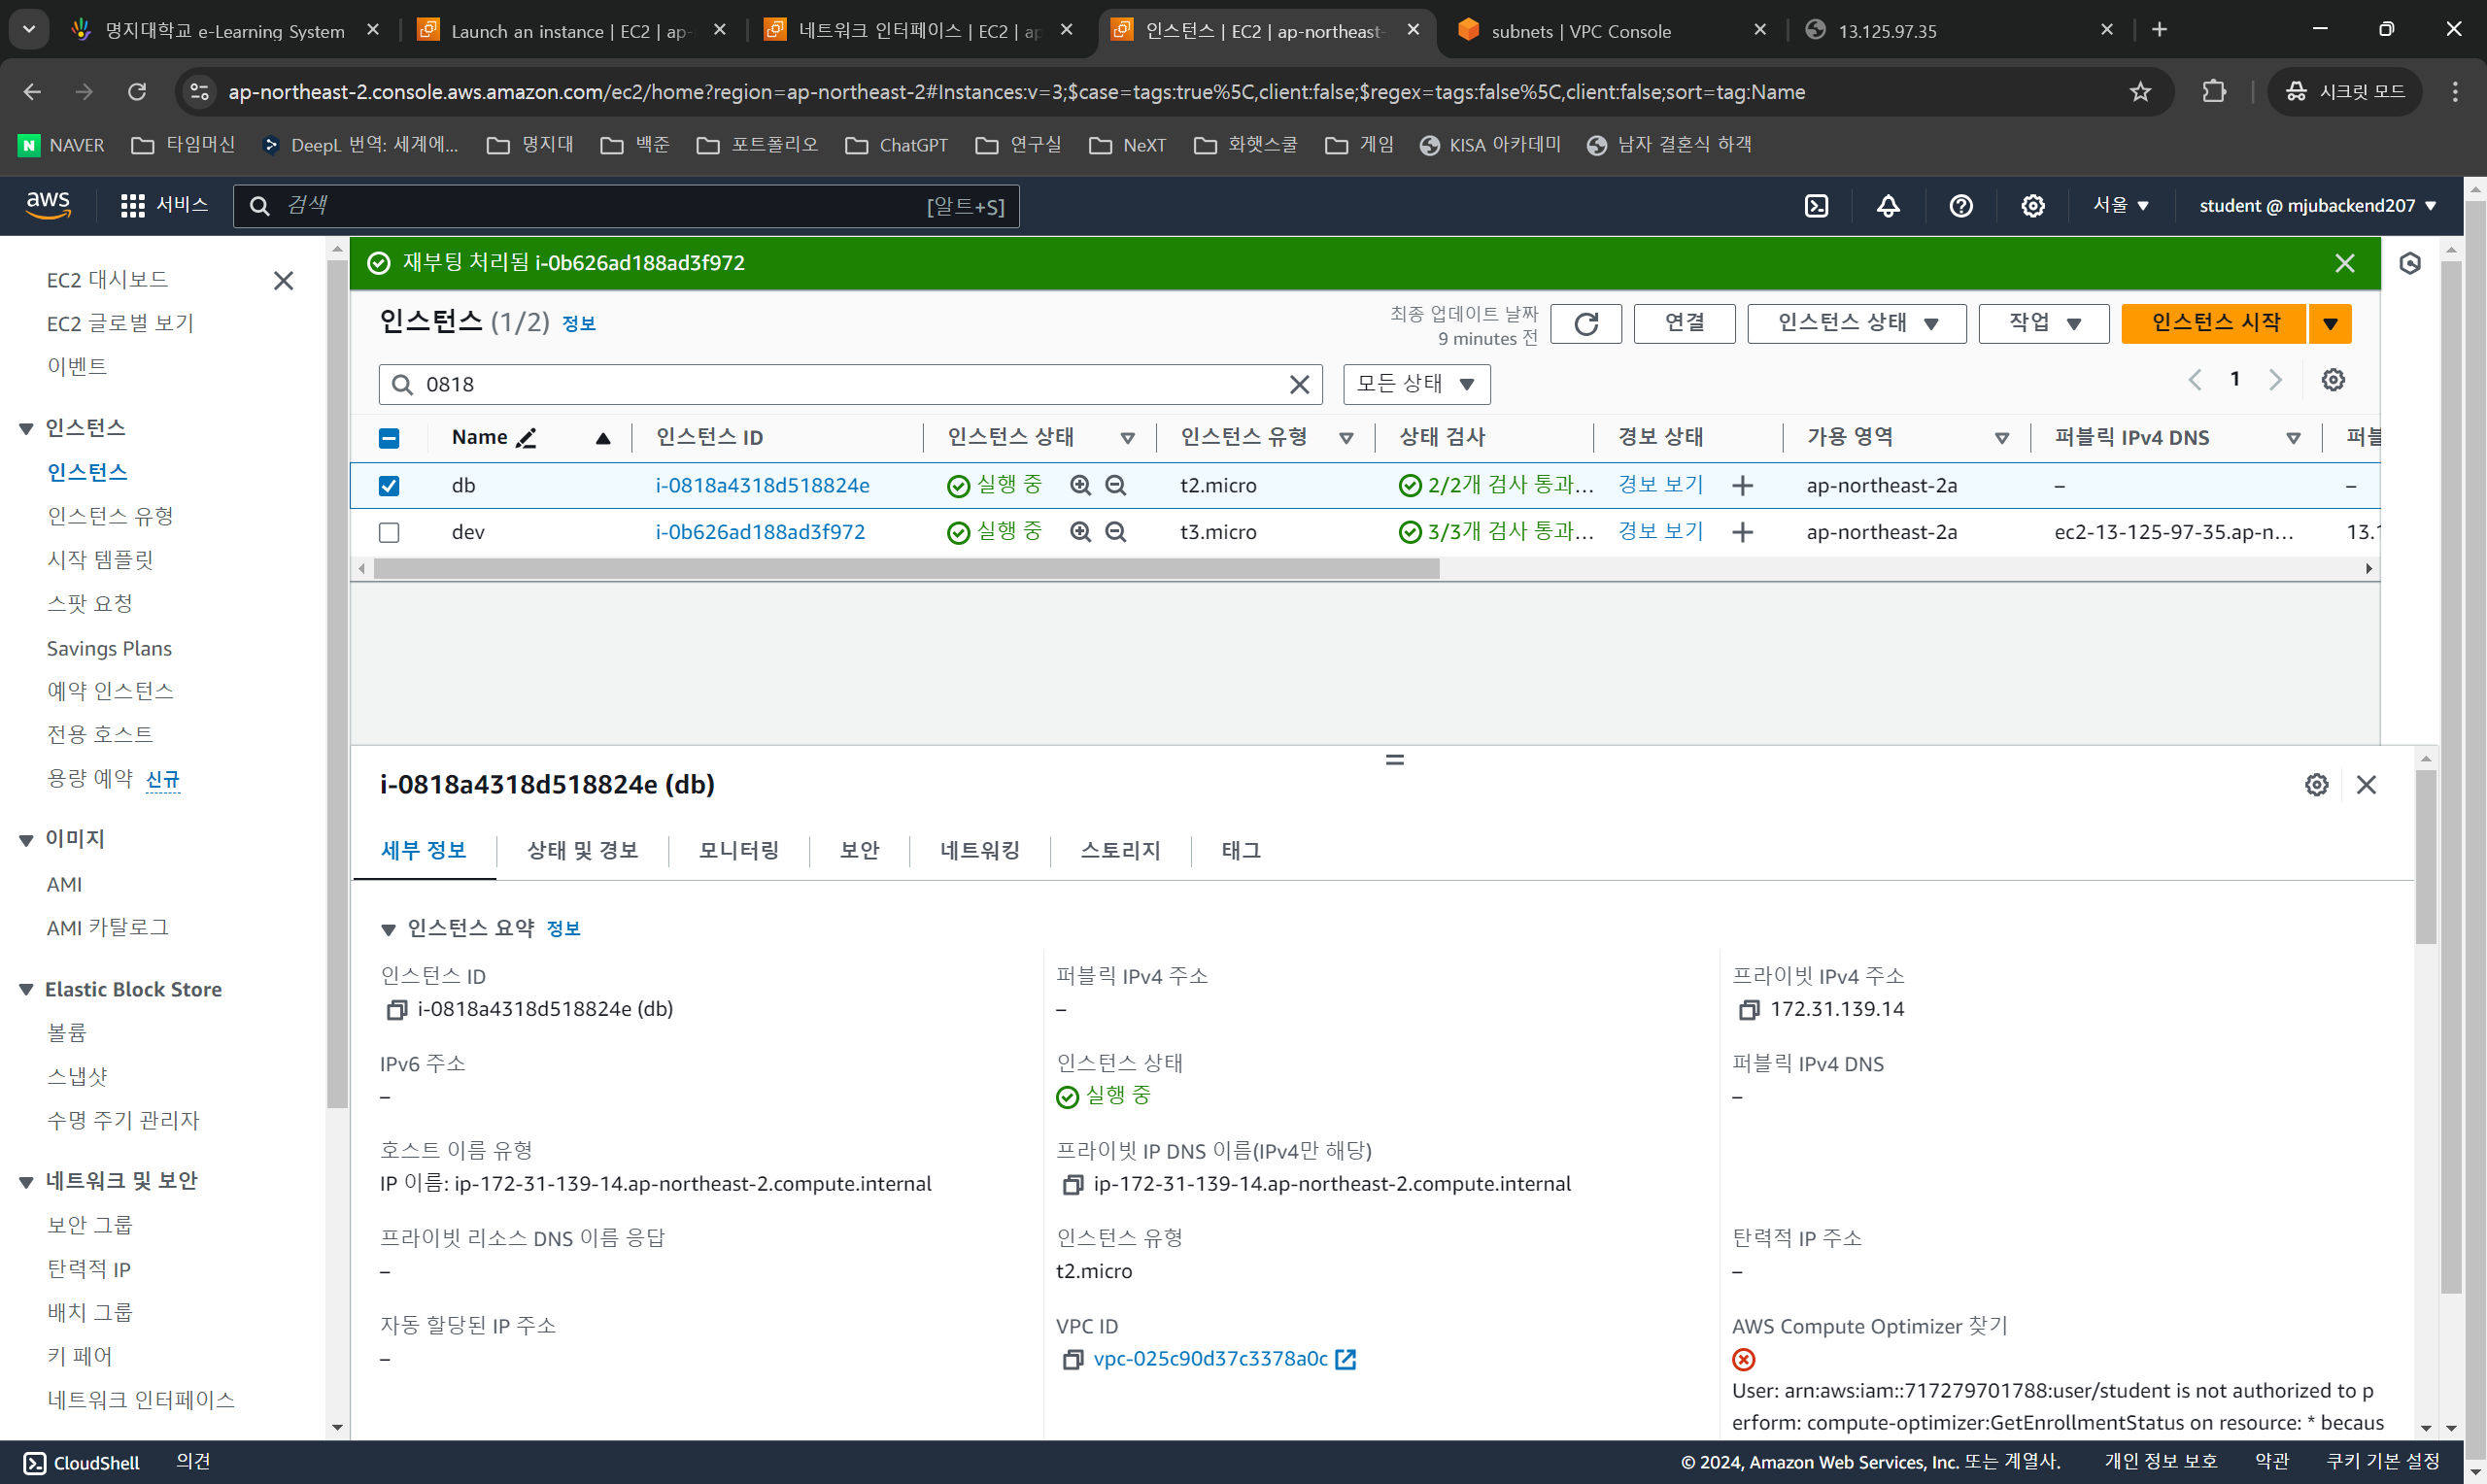 명지대학교 e-Learning System
Launch an instance | EC2 | ap-
네트워크 인터페이스 | EC2 | ap
인스턴스 | EC2 | ap-northeast-
subnets | VPC Console
13.125.97.35
ap-northeast-2.console.aws.amazon.com/ec2/home?region=ap-northeast-2#Instances:v=3;$case=tags:true%5C,client:false;$regex=tags:false%5C,client:false;sort=tag:Name
시크릿 모드
NAVER 타임머신 DeepL 번역: 세계에... 명지대 백준 포트폴리오 ChatGPT 연구실 NeXT 화햇스쿨 게임 KISA 아카데미 남자 결혼식 하객
aws 서비스 검색 [알트+S] 서울 student @ mjubackend207
EC2 대시보드
EC2 글로벌 보기
이벤트
인스턴스
인스턴스
인스턴스 유형
시작 템플릿
스팟 요청
Savings Plans
예약 인스턴스
전용 호스트
용량 예약 신규
이미지
AMI
AMI 카탈로그
Elastic Block Store
볼륨
스냅샷
수명 주기 관리자
네트워크 및 보안
보안 그룹
탄력적 IP
배치 그룹
키 페어
네트워크 인터페이스
재부팅 처리됨 i-0b626ad188ad3f972
인스턴스 (1/2) 정보
최종 업데이트 날짜
9 minutes 전
연결 인스턴스 상태 작업 인스턴스 시작
0818 모든 상태 1
Name 인스턴스 ID 인스턴스 상태 인스턴스 유형 상태 검사 경보 상태 가용 영역 퍼블릭 IPv4 DNS 퍼블
db i-0818a4318d518824e 실행 중 t2.micro 2/2개 검사 통과... 경보 보기 + ap-northeast-2a – –
dev i-0b626ad188ad3f972 실행 중 t3.micro 3/3개 검사 통과... 경보 보기 + ap-northeast-2a ec2-13-125-97-35.ap-n... 13.1
i-0818a4318d518824e (db)
세부 정보 상태 및 경보 모니터링 보안 네트워킹 스토리지 태그
인스턴스 요약 정보
인스턴스 ID
i-0818a4318d518824e (db)
퍼블릭 IPv4 주소
–
프라이빗 IPv4 주소
172.31.139.14
IPv6 주소
–
인스턴스 상태
실행 중
퍼블릭 IPv4 DNS
–
호스트 이름 유형
IP 이름: ip-172-31-139-14.ap-northeast-2.compute.internal
프라이빗 IP DNS 이름(IPv4만 해당)
ip-172-31-139-14.ap-northeast-2.compute.internal
프라이빗 리소스 DNS 이름 응답
–
인스턴스 유형
t2.micro
탄력적 IP 주소
–
자동 할당된 IP 주소
–
VPC ID
vpc-025c90d37c3378a0c
AWS Compute Optimizer 찾기
User: arn:aws:iam::717279701788:user/student is not authorized to p
erform: compute-optimizer:GetEnrollmentStatus on resource: * becaus
CloudShell 의견 © 2024, Amazon Web Services, Inc. 또는 계열사. 개인 정보 보호 약관 쿠키 기본 설정